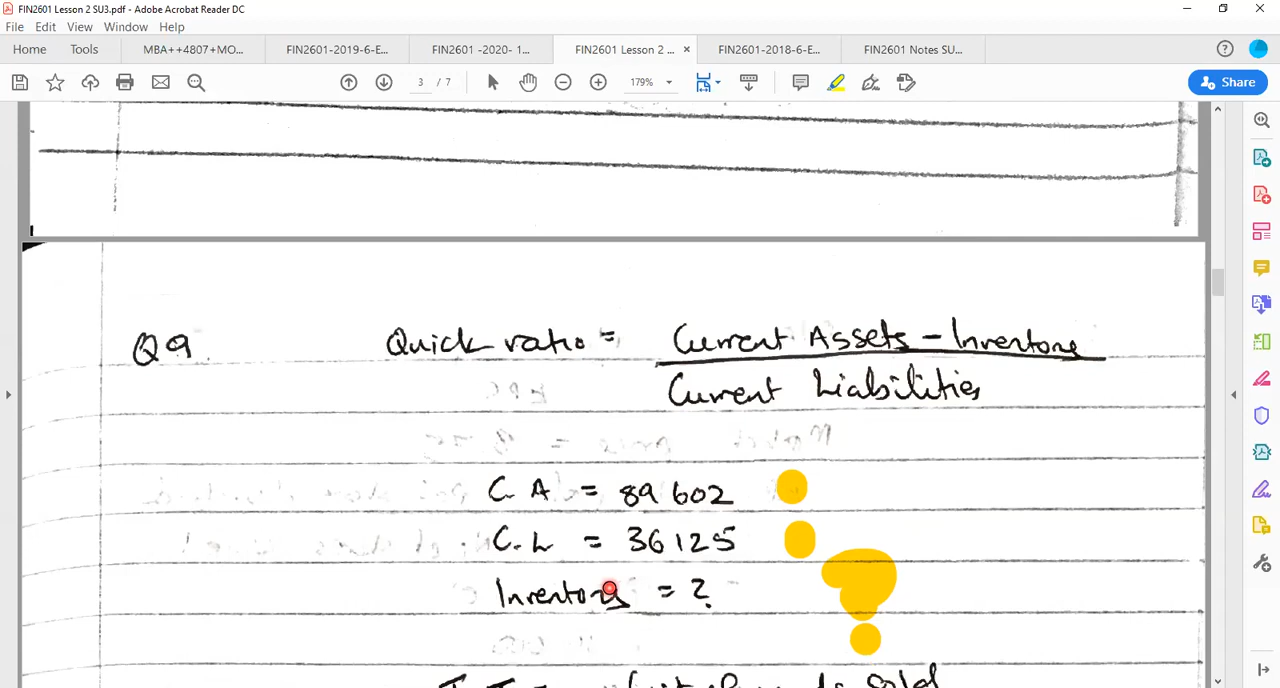 FIN2601 Lesson 2 SU3.pdf - Adobe Acrobat Reader DC
File Edit View Window Help
Home Tools MBA++4807+MO... FIN2601-2019-6-E... FIN2601 -2020- 1... FIN2601 Lesson 2 ... × FIN2601-2018-6-E... FIN2601 Notes SU...
3 / 7 179% Share
Q9 Quick ratio = Current Assets - Inventory
Current Liabilities
C.A = 89 602
C.L = 36 125
Inventory = ?